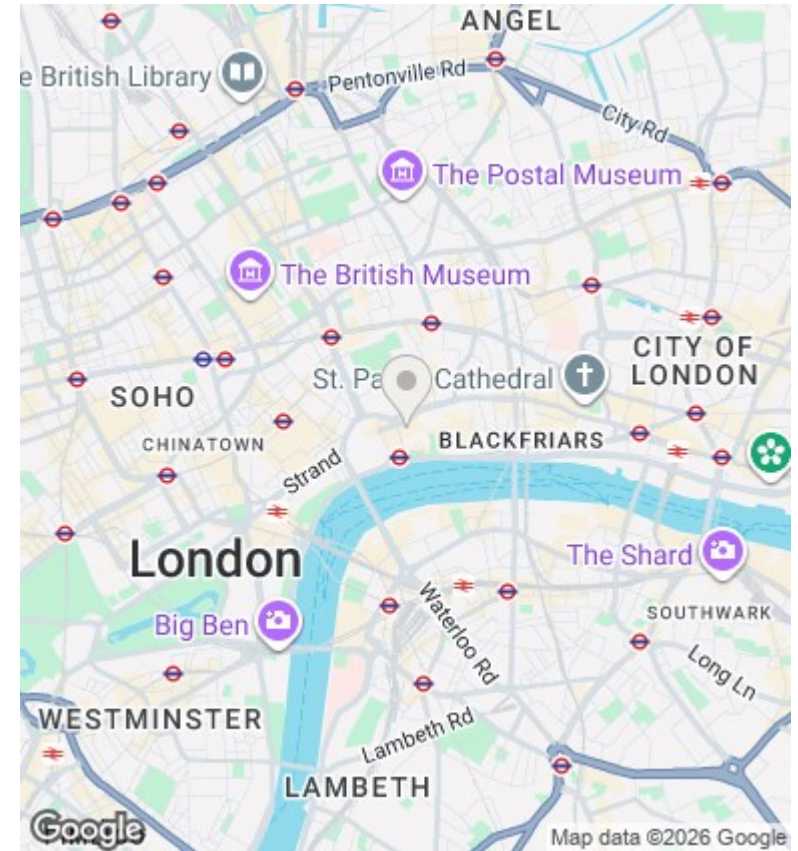 ANGEL
e British Library
Pentonville Rd
City Rd
The Postal Museum
The British Museum
CITY OF
LONDON
St. Pa
Cathedral
SOHO
CHINATOWN
BLACKFRIARS
Strand
London
The Shard
Big Ben
Waterloo Rd
SOUTHWARK
Long Ln
WESTMINSTER
Lambeth Rd
LAMBETH
Google
Map data ©2026 Google